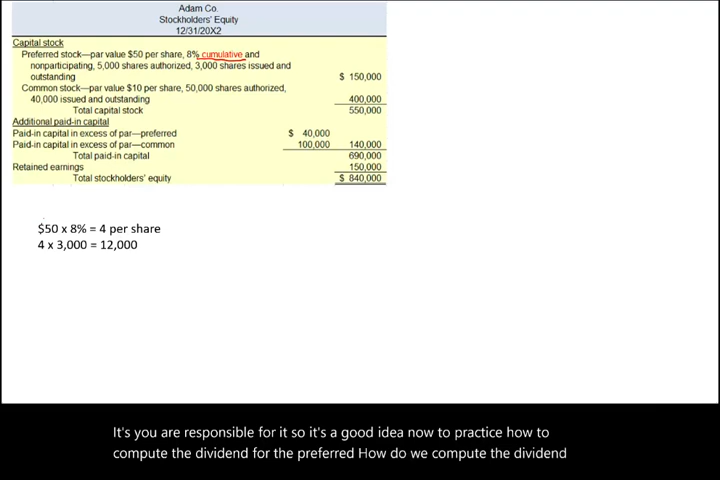 Adam Co.
Stockholders' Equity
12/31/20X2
Capital stock
Preferred stock—par value $50 per share, 8% cumulative and
nonparticipating, 5,000 shares authorized, 3,000 shares issued and
outstanding $ 150,000
Common stock—par value $10 per share, 50,000 shares authorized,
40,000 issued and outstanding 400,000
Total capital stock 550,000
Additional paid-in capital
Paid-in capital in excess of par—preferred $ 40,000
Paid-in capital in excess of par—common 100,000 140,000
Total paid-in capital 690,000
Retained earnings 150,000
Total stockholders' equity $ 840,000
$50 x 8% = 4 per share
4 x 3,000 = 12,000
It's you are responsible for it so it's a good idea now to practice how to
compute the dividend for the preferred How do we compute the dividend